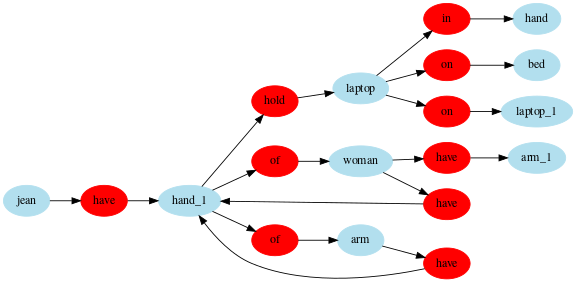 in
hand
on
bed
laptop
hold
on
laptop_1
of
woman
have
arm_1
jean
have
hand_1
have
of
arm
have